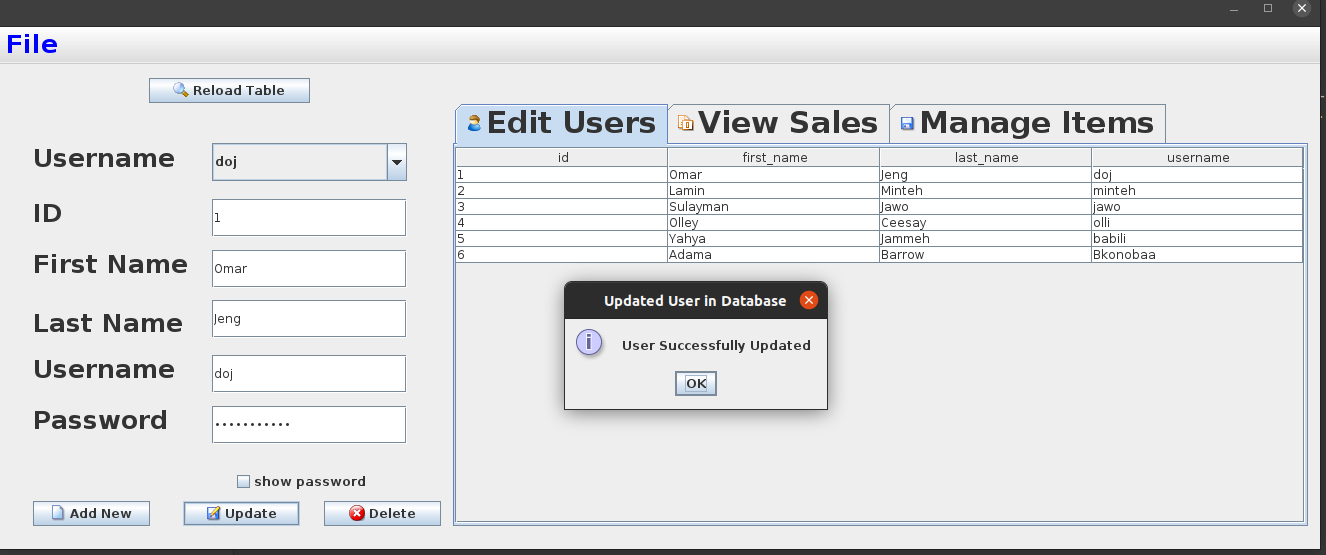 File
Reload Table
Edit Users View Sales Manage Items
Username doj
ID 1
First Name Omar
Last Name Jeng
Username doj
Password •••••••••••
show password
Add New Update Delete
id first_name last_name username
1 Omar Jeng doj
2 Lamin Minteh minteh
3 Sulayman Jawo jawo
4 Olley Ceesay olli
5 Yahya Jammeh babili
6 Adama Barrow Bkonobaa
Updated User in Database
i
User Successfully Updated
OK